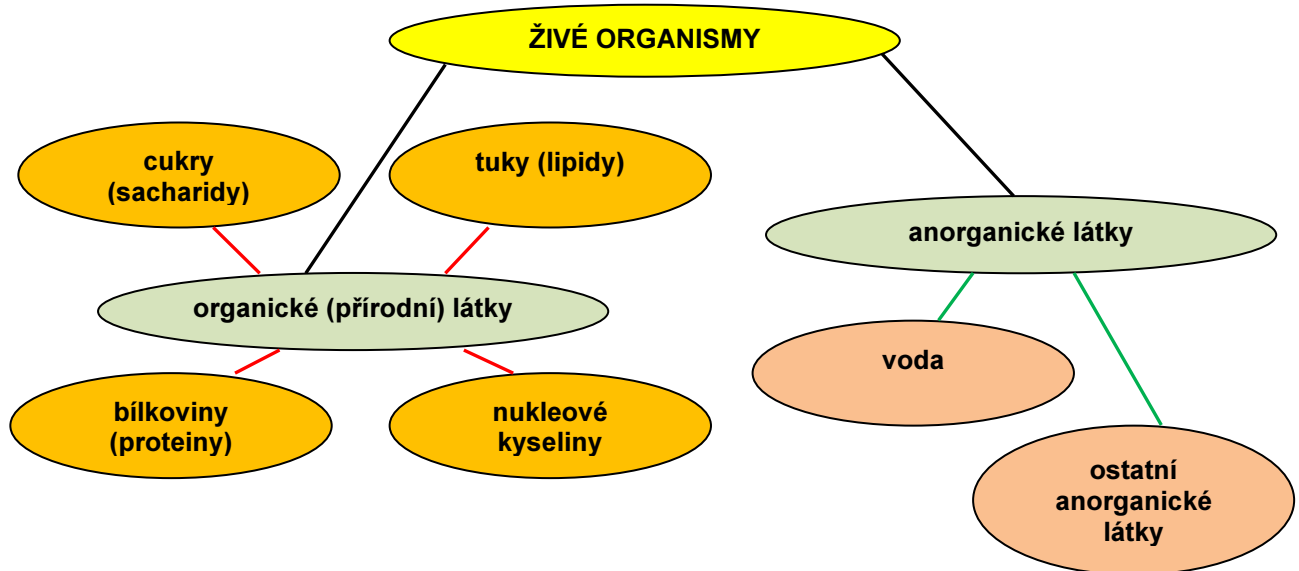 ŽIVÉ ORGANISMY
cukry
(sacharidy)
tuky (lipidy)
anorganické látky
organické (přírodní) látky
voda
bílkoviny
(proteiny)
nukleové
kyseliny
ostatní
anorganické
látky